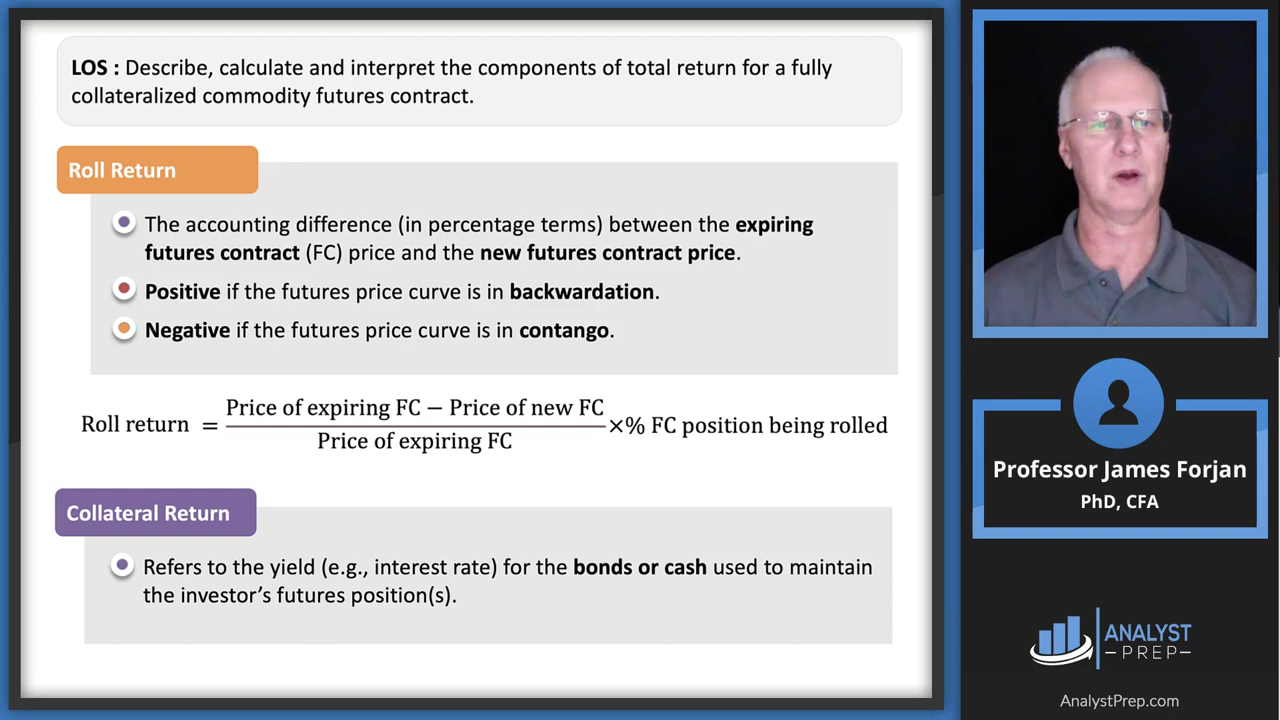 LOS : Describe, calculate and interpret the components of total return for a fully
collateralized commodity futures contract.
Roll Return
The accounting difference (in percentage terms) between the expiring
futures contract (FC) price and the new futures contract price.
Positive if the futures price curve is in backwardation.
Negative if the futures price curve is in contango.
Roll return = (Price of expiring FC − Price of new FC) / (Price of expiring FC) ×% FC position being rolled
Collateral Return
Refers to the yield (e.g., interest rate) for the bonds or cash used to maintain
the investor's futures position(s).
Professor James Forjan
PhD, CFA
ANALYST
–PREP–
AnalystPrep.com